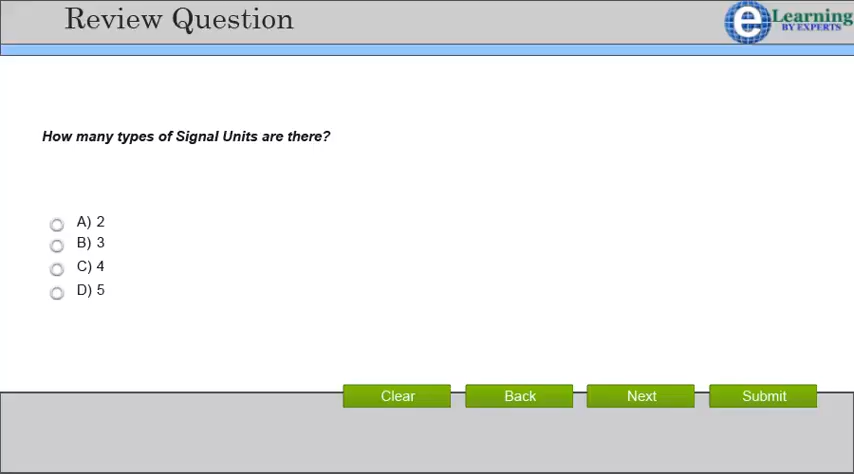 Review Question
e Learning
BY EXPERTS
How many types of Signal Units are there?
A) 2
B) 3
C) 4
D) 5
Clear
Back
Next
Submit